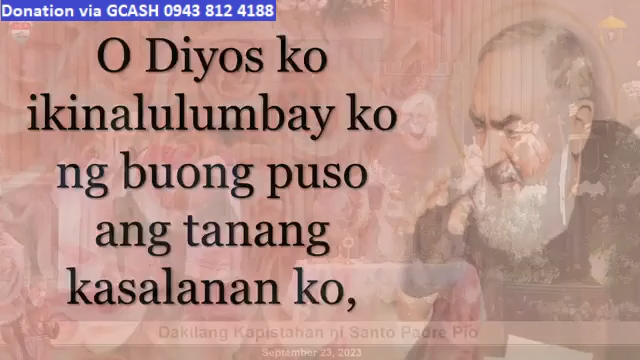 Donation via GCASH 0943 812 4188
O Diyos ko
ikinalulumbay ko
ng buong puso
ang tanang
kasalanan ko,
Dakilang Kapistahan ni Santo Padre Pio
September 23, 2023